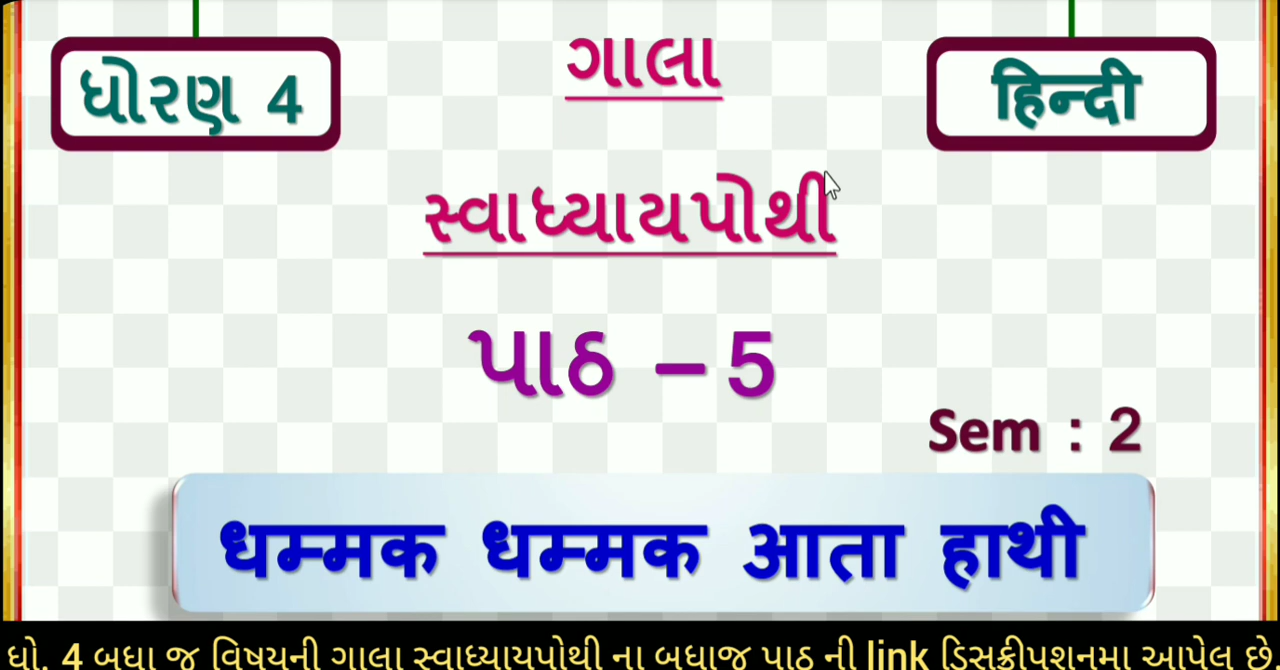 ધોરણ 4
ગાલા
हिन्दी
સ્વાધ્યાયપોથી
પાઠ – 5
Sem : 2
धम्मक धम्मक आता हाथी
ધો. 4 બધા જ વિષયની ગાલા સ્વાધ્યાયપોથી ના બધાજ પાઠ ની link ડિસક્રીપશનમા આપેલ છે